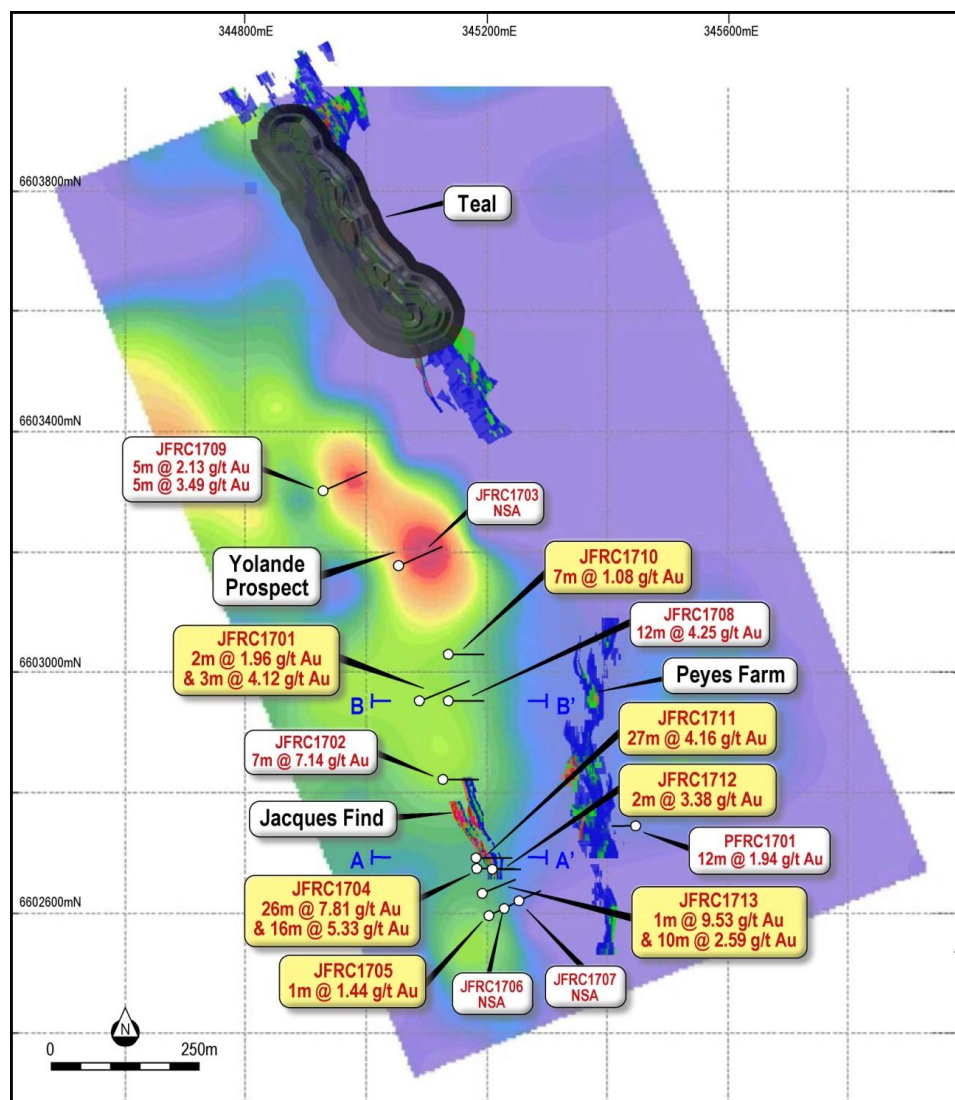 344800mE
345200mE
345600mE
6603800mN
Teal
6603400mN
JFRC1709
5m @ 2.13 g/t Au
5m @ 3.49 g/t Au
JFRC1703
NSA
Yolande
Prospect
JFRC1710
7m @ 1.08 g/t Au
JFRC1708
12m @ 4.25 g/t Au
JFRC1701
2m @ 1.96 g/t Au
& 3m @ 4.12 g/t Au
6603000mN
Peyes Farm
B
B'
JFRC1711
27m @ 4.16 g/t Au
JFRC1702
7m @ 7.14 g/t Au
JFRC1712
2m @ 3.38 g/t Au
Jacques Find
PFRC1701
12m @ 1.94 g/t Au
A
A'
JFRC1704
26m @ 7.81 g/t Au
& 16m @ 5.33 g/t Au
JFRC1713
1m @ 9.53 g/t Au
& 10m @ 2.59 g/t Au
6602600mN
JFRC1705
1m @ 1.44 g/t Au
JFRC1706
NSA
JFRC1707
NSA
N
0
250m